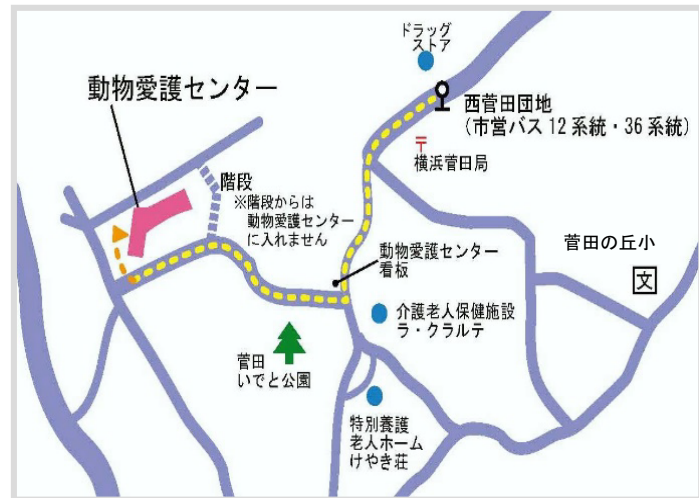 ドラッグ
ストア
動物愛護センター
西菅田団地
(市営バス 12 系統・36 系統)
〒
横浜菅田局
階段
※階段からは
動物愛護センター
に入れません
動物愛護センター
看板
菅田の丘小
文
介護老人保健施設
ラ・クラルテ
菅田
いでと公園
特別養護
老人ホーム
けやき荘